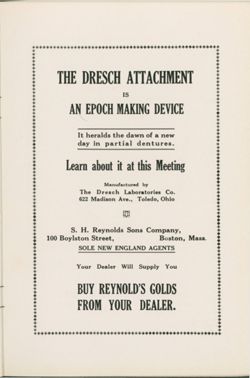 THE DRESCH ATTACHMENT
IS
AN EPOCH MAKING DEVICE
It heralds the dawn of a new
day in partial dentures.
Learn about it at this Meeting
Manufactured by
The Dresch Laboratories Co.
622 Madison Ave., Toledo, Ohio
S. H. Reynolds Sons Company,
100 Boylston Street, Boston, Mass.
SOLE NEW ENGLAND AGENTS
Your Dealer Will Supply You
BUY REYNOLD'S GOLDS
FROM YOUR DEALER.